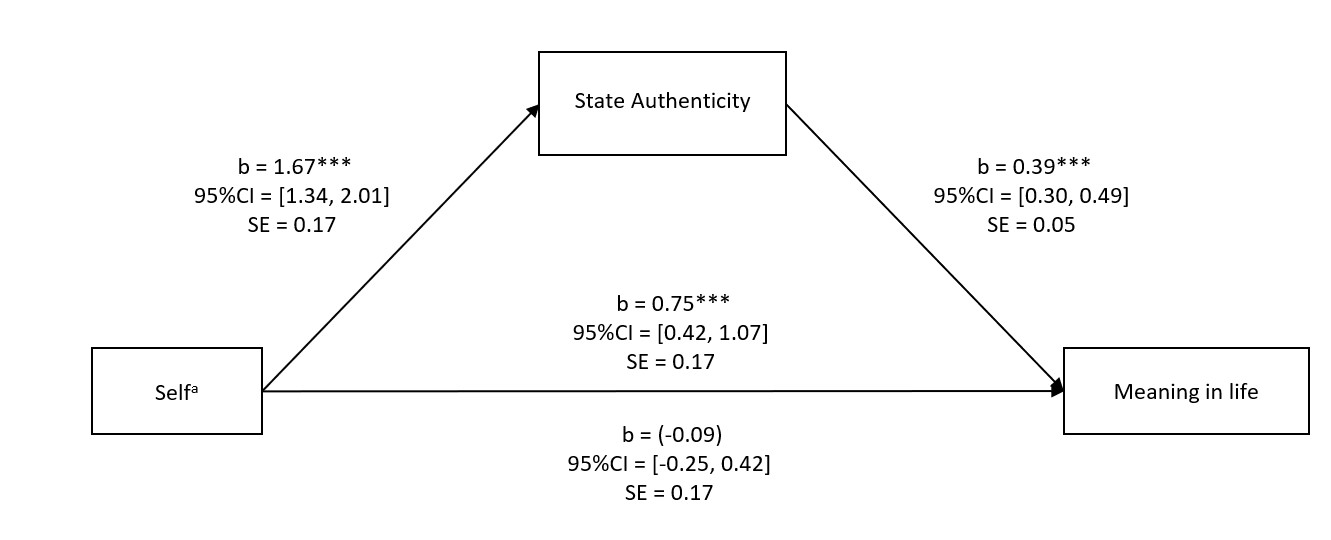 State Authenticity
b = 1.67***
95%CI = [1.34, 2.01]
SE = 0.17
b = 0.39***
95%CI = [0.30, 0.49]
SE = 0.05
b = 0.75***
95%CI = [0.42, 1.07]
SE = 0.17
Selfᵃ
Meaning in life
b = (-0.09)
95%CI = [-0.25, 0.42]
SE = 0.17